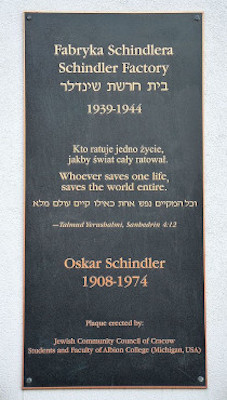 Fabryka Schindlera
Schindler Factory
בית חרשת שינדלר
1939-1944
Kto ratuje jedno życie,
jakby świat cały ratował.
Whoever saves one life,
saves the world entire.
וכל המקיים נפש אחת כאילו קיים עולם מלא
—Talmud Yerushalmi, Sanhedrin 4:12
Oskar Schindler
1908-1974
Plaque erected by:
Jewish Community Council of Cracow
Students and Faculty of Albion College (Michigan, USA)